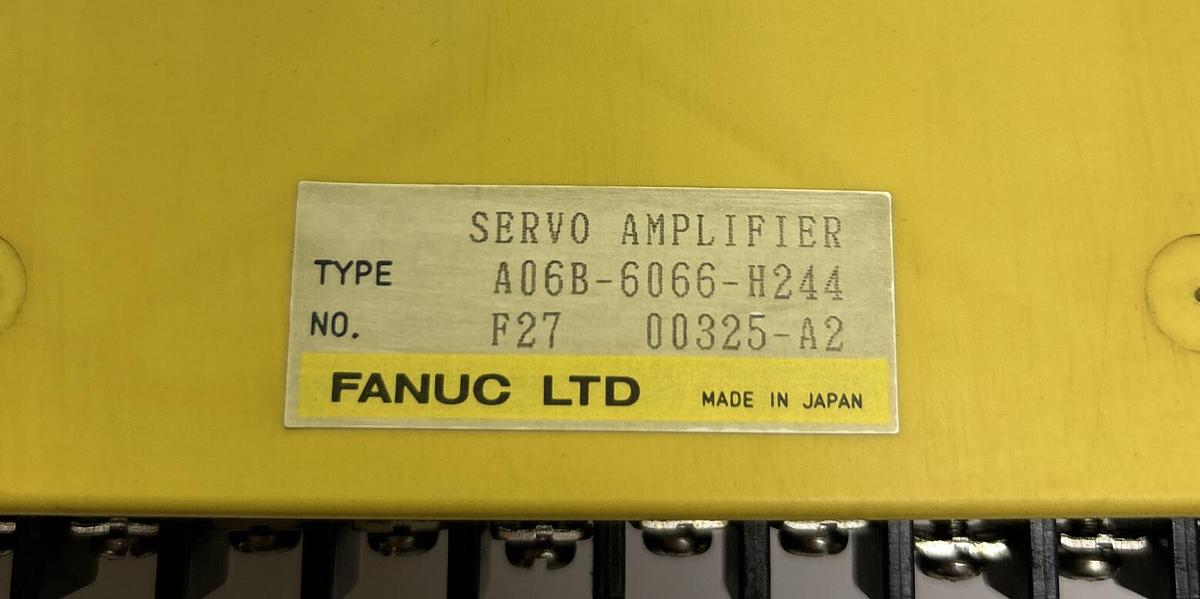 SERVO AMPLIFIER
TYPE A06B-6066-H244
NO. F27 00325-A2
FANUC LTD MADE IN JAPAN